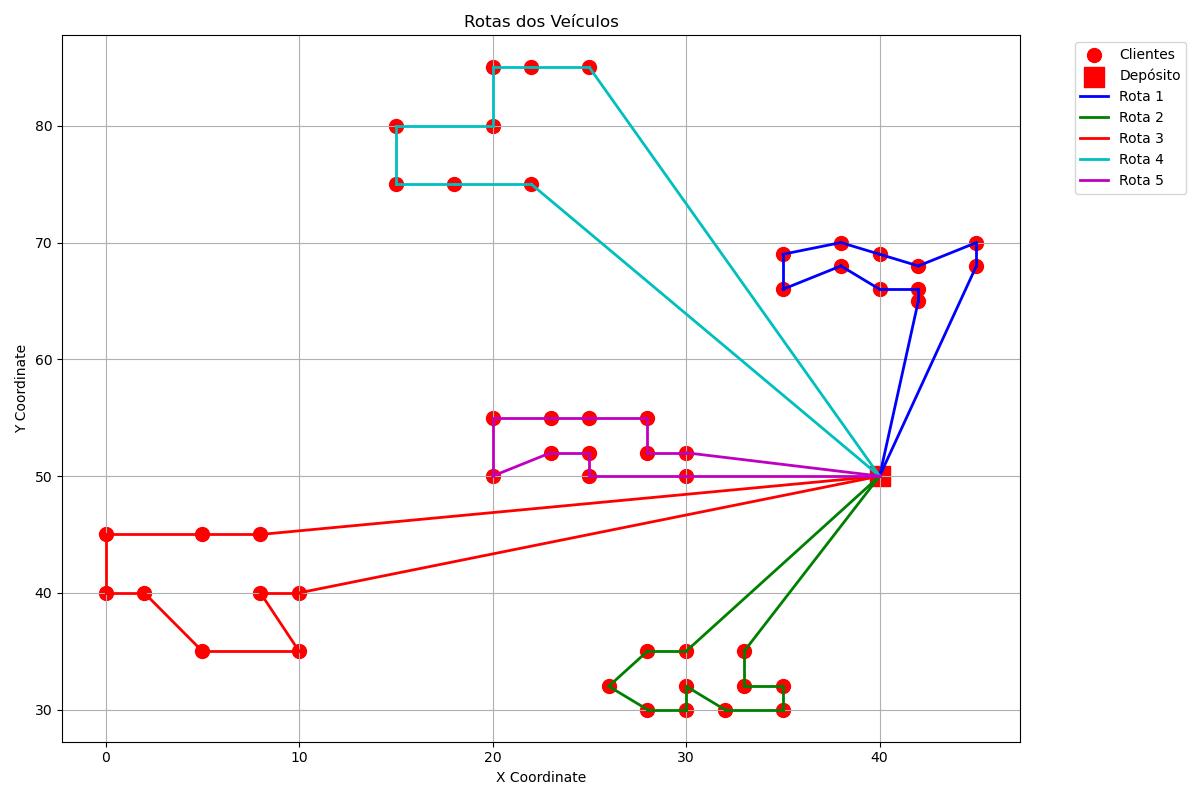 Rotas dos Veículos
Clientes
Depósito
Rota 1
Rota 2
Rota 3
Rota 4
Rota 5
Y Coordinate
80
70
60
50
40
30
0 10 20 30 40
X Coordinate